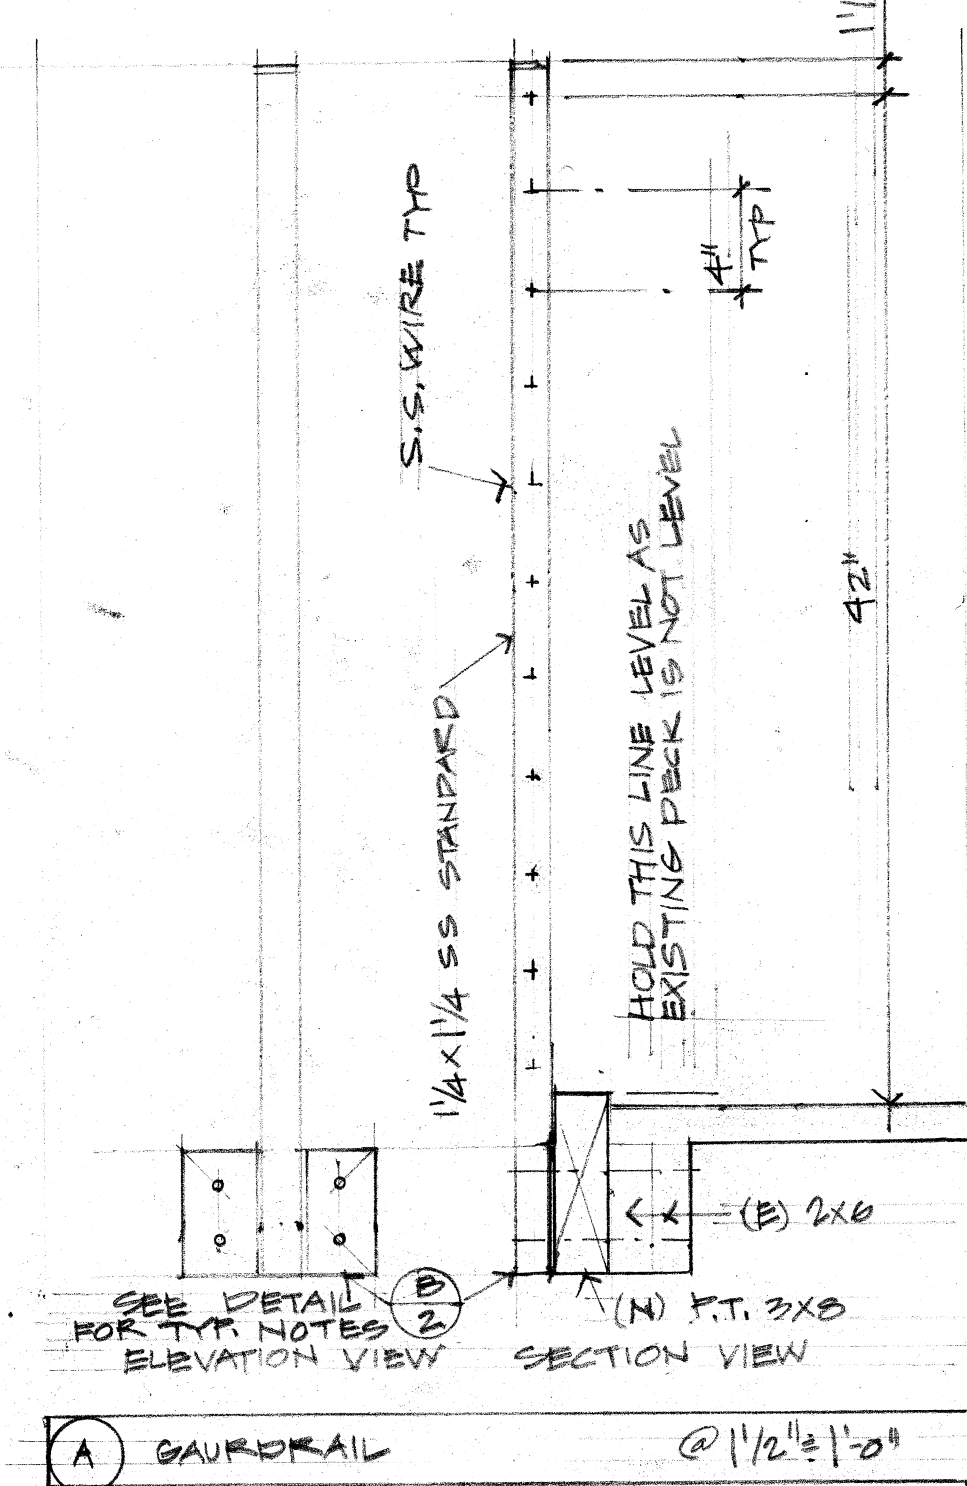 S.S. WIRE TYP
4"
TYP
42"
1 1/4 x 1 1/4 SS STANDARD
HOLD THIS LINE LEVEL AS
EXISTING DECK IS NOT LEVEL
(E) 2x6
(N) P.T. 3x8
B
2
SEE DETAIL
FOR TYP. NOTES
ELEVATION VIEW
SECTION VIEW
A
GAURDRAIL
@ 1 1/2" = 1'-0"